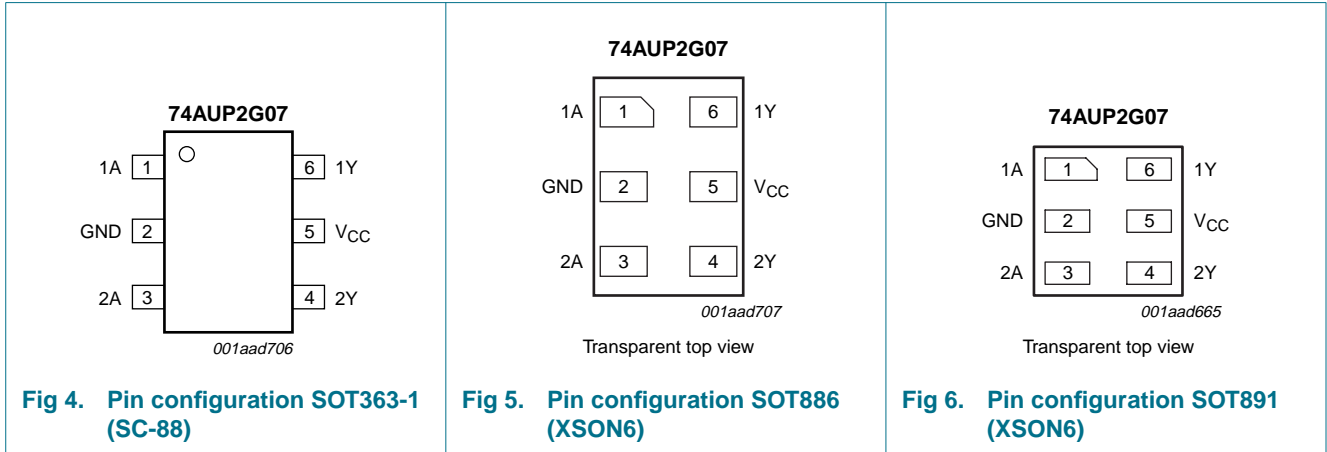 74AUP2G07
1A 1 6 1Y
GND 2 5 VCC
2A 3 4 2Y
001aad706
Fig 4. Pin configuration SOT363-1
(SC-88)
74AUP2G07
1A 1 6 1Y
GND 2 5 VCC
2A 3 4 2Y
001aad707
Transparent top view
Fig 5. Pin configuration SOT886
(XSON6)
74AUP2G07
1A 1 6 1Y
GND 2 5 VCC
2A 3 4 2Y
001aad665
Transparent top view
Fig 6. Pin configuration SOT891
(XSON6)